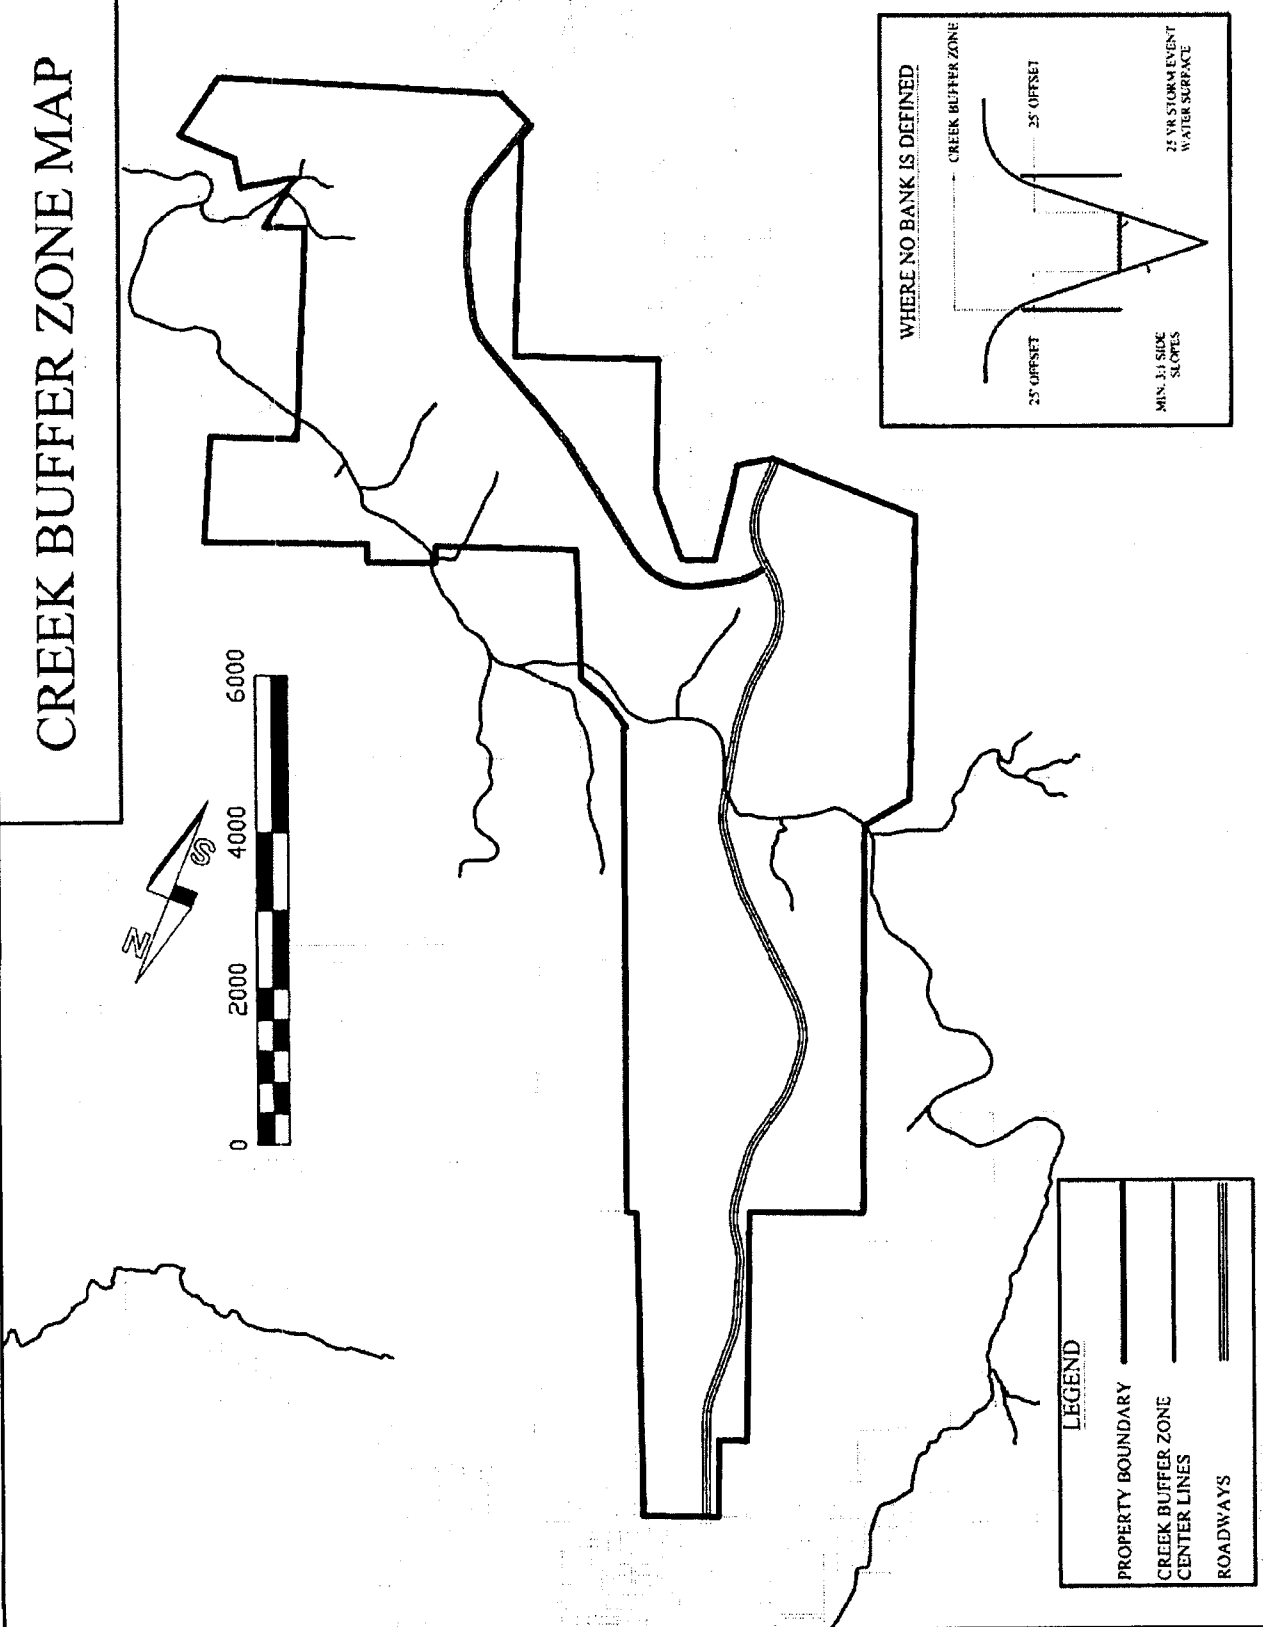 CREEK BUFFER ZONE MAP
N
S
0
2000
4000
6000
WHERE NO BANK IS DEFINED
CREEK BUFFER ZONE
25' OFFSET
25' OFFSET
MIN. 3:1 SIDE
SLOPES
25 YR STORM EVENT
WATER SURFACE
LEGEND
PROPERTY BOUNDARY
CREEK BUFFER ZONE
CENTER LINES
ROADWAYS